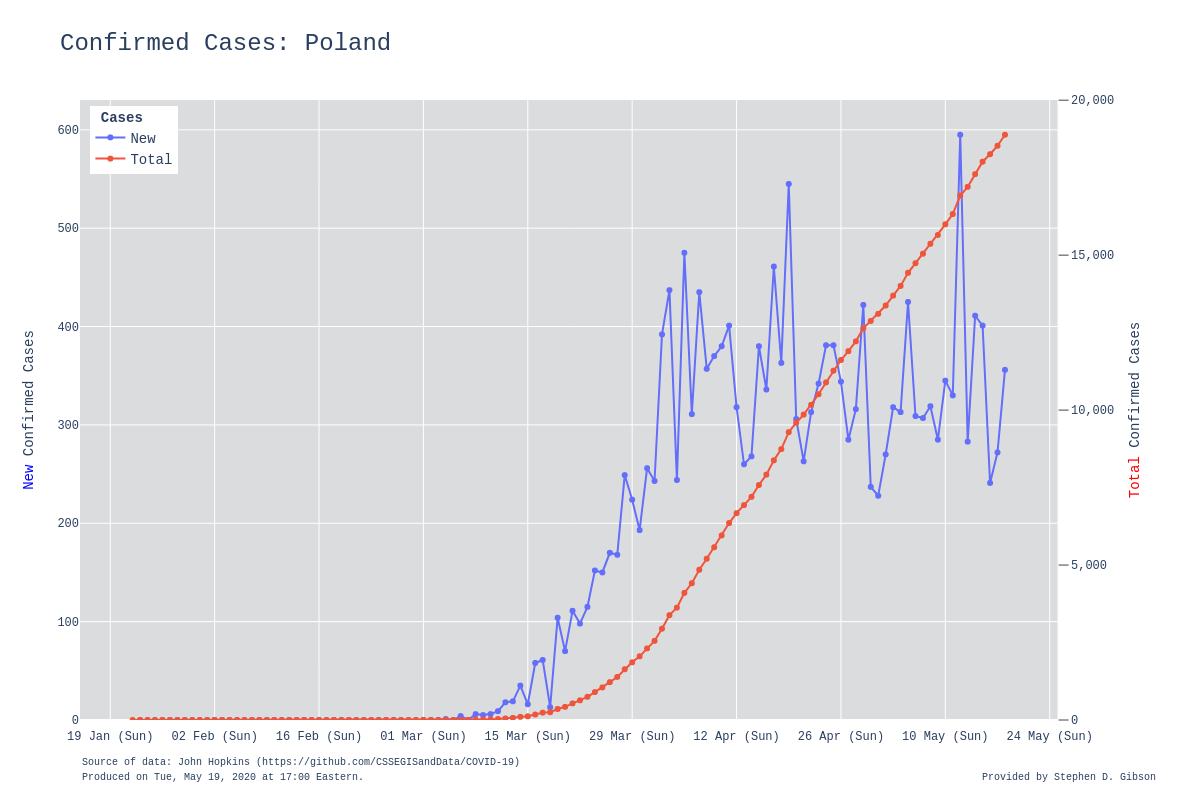 Confirmed Cases: Poland
Cases
New
Total
600
500
400
300
200
100
0
New Confirmed Cases
20,000
15,000
10,000
5,000
0
Total Confirmed Cases
19 Jan (Sun) 02 Feb (Sun) 16 Feb (Sun) 01 Mar (Sun) 15 Mar (Sun) 29 Mar (Sun) 12 Apr (Sun) 26 Apr (Sun) 10 May (Sun) 24 May (Sun)
Source of data: John Hopkins (https://github.com/CSSEGISandData/COVID-19)
Produced on Tue, May 19, 2020 at 17:00 Eastern.
Provided by Stephen D. Gibson